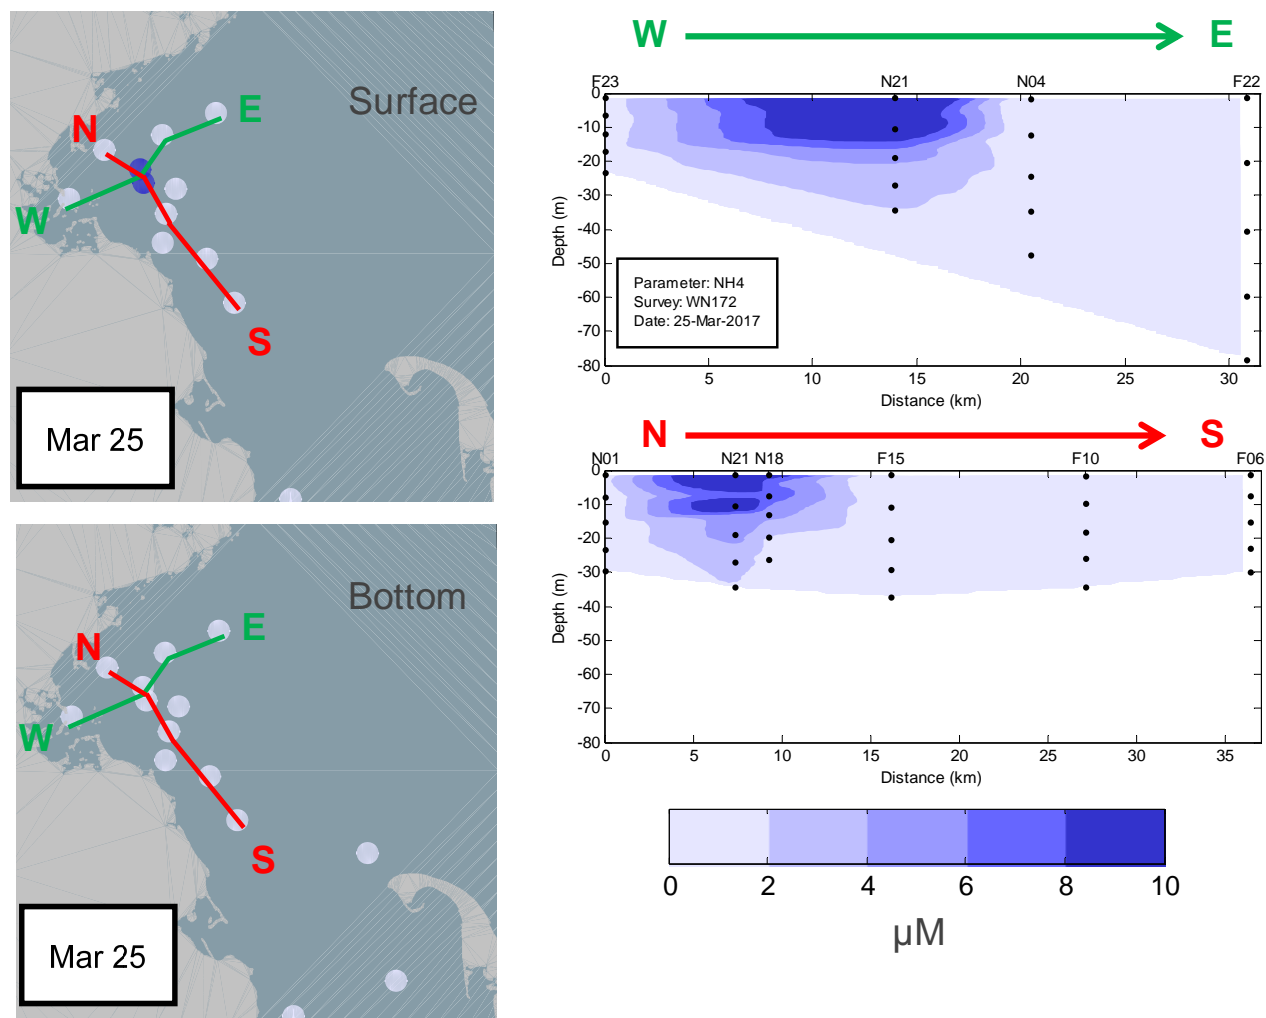 Surface
N
E
W
S
Mar 25
Bottom
N
E
W
S
Mar 25
W E
F23 N21 N04 F22
0
-10
-20
-30
-40
-50
-60
-70
-80
Depth (m)
Parameter: NH4
Survey: WN172
Date: 25-Mar-2017
0 5 10 15 20 25 30
Distance (km)
N S
N01 N21 N18 F15 F10 F06
0
-10
-20
-30
-40
-50
-60
-70
-80
Depth (m)
0 5 10 15 20 25 30 35
Distance (km)
0 2 4 6 8 10
µM